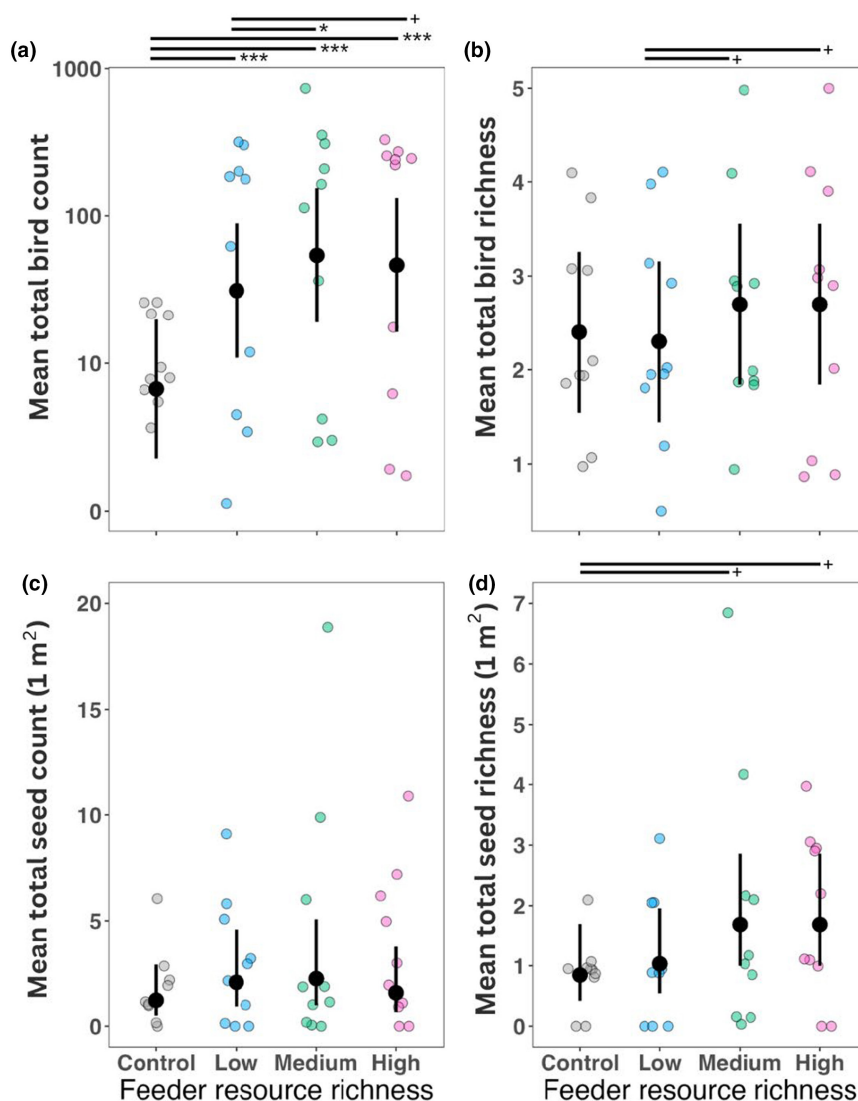 +
*
***
***
***
(a)
1000
100
10
0
Mean total bird count
(b)
+
+
5
4
3
2
1
Mean total bird richness
(c)
20
15
10
5
0
Mean total seed count (1 m²)
Control Low Medium High
Feeder resource richness
(d)
+
+
7
6
5
4
3
2
1
0
Mean total seed richness (1 m²)
Control Low Medium High
Feeder resource richness